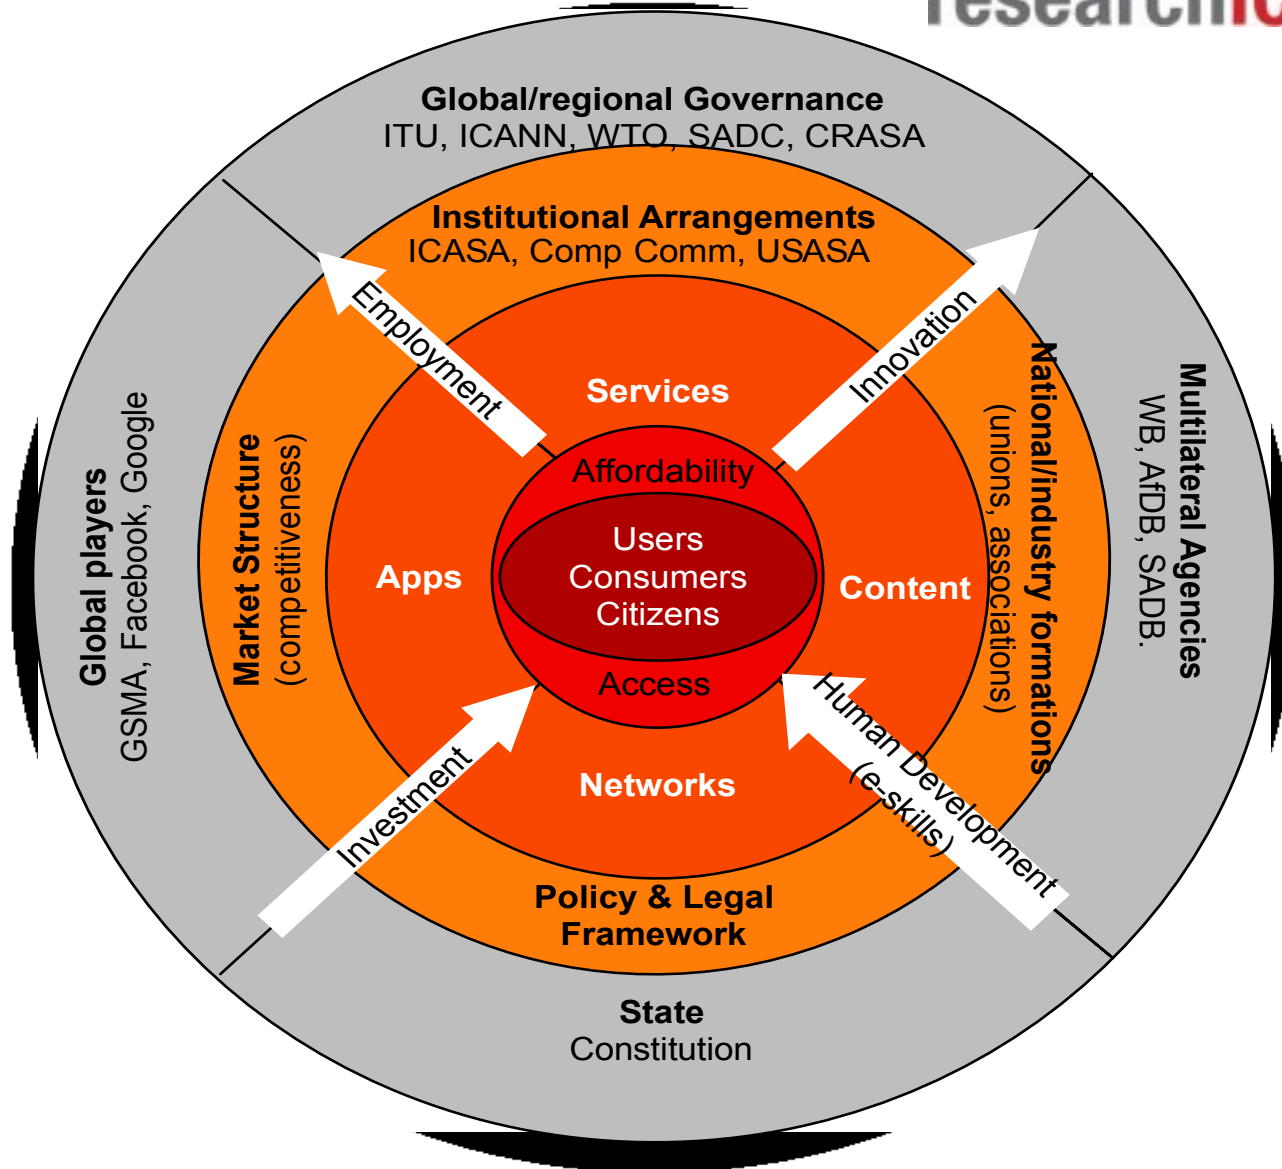 Global/regional Governance
ITU, ICANN, WTO, SADC, CRASA
Institutional Arrangements
ICASA, Comp Comm, USASA
Employment
Innovation
Services
Global players
GSMA, Facebook, Google
Market Structure
(competitiveness)
Apps
Affordability
Users
Consumers
Citizens
Access
Content
National/industry formations
(unions, associations)
Multilateral Agencies
WB, AfDB, SADB.
Networks
Investment
Human Development
(e-skills)
Policy & Legal
Framework
State
Constitution